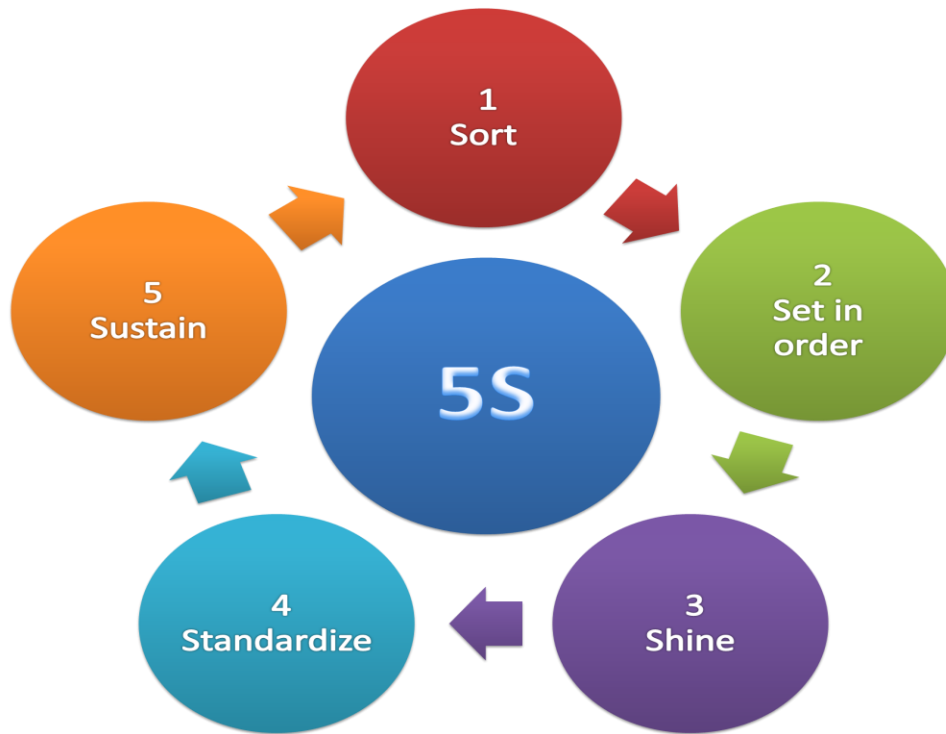 1
Sort
2
Set in
order
3
Shine
4
Standardize
5
Sustain
5S